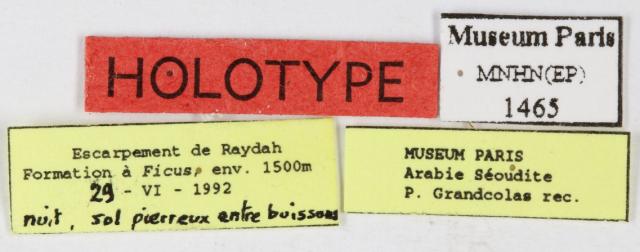 HOLOTYPE
Museum Paris
MNHN(EP)
1465
Escarpement de Raydah
Formation à Ficus, env. 1500m
29 - VI - 1992
nuit, sol pierreux entre buissons
MUSEUM PARIS
Arabie Séoudite
P. Grandcolas rec.